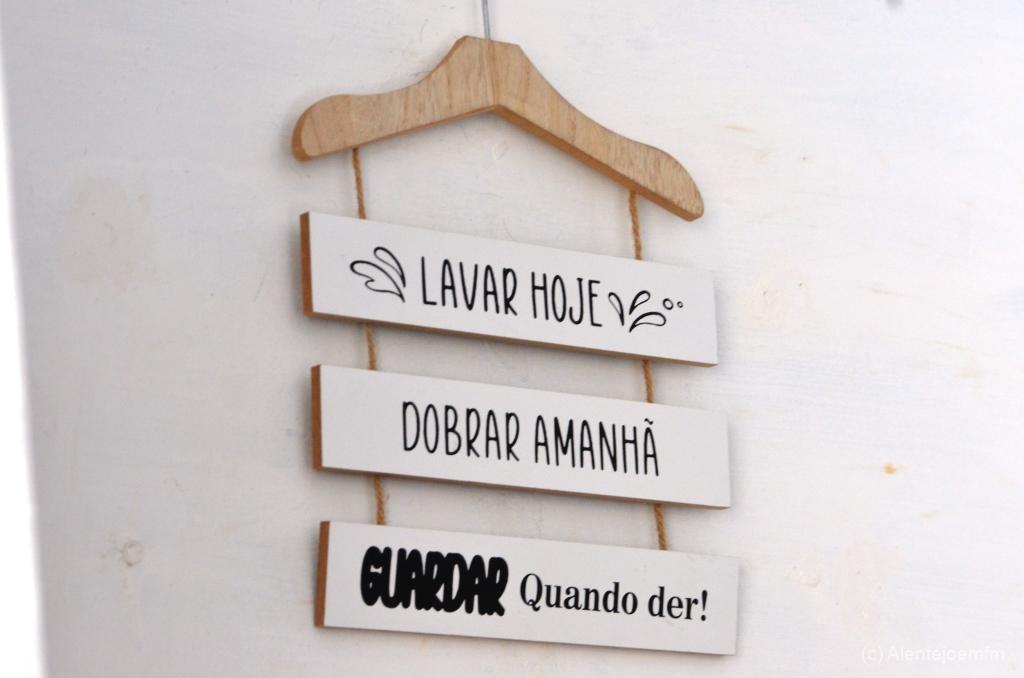 LAVAR HOJE
DOBRAR AMANHÃ
GUARDAR Quando der!
(c) Alentejoemfm